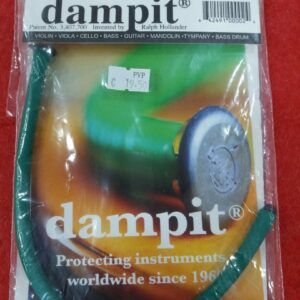 dampit®
Patent No. 3,407,700 Invented by Ralph Hollander
VIOLIN • VIOLA • CELLO • BASS • GUITAR • MANDOLIN • TYMPANY • BASS DRUM
PVP
€ 19.50
dampit®
Protecting instruments
worldwide since